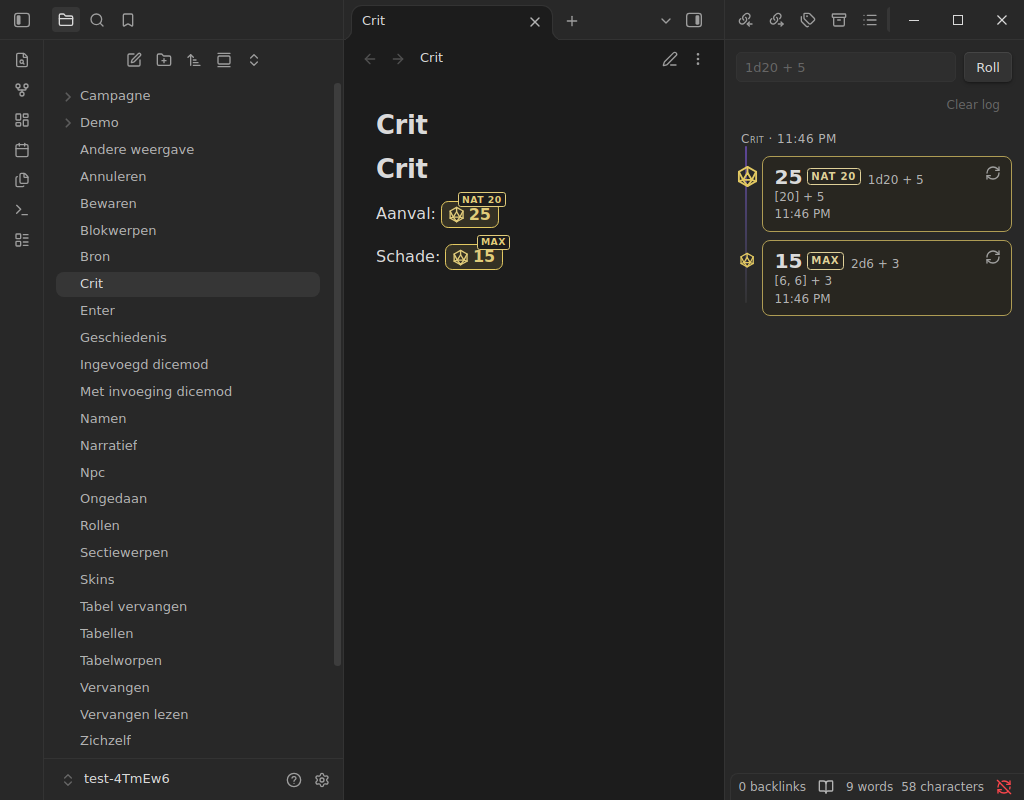 Crit
Crit
1d20 + 5
Roll
Clear log
Campagne
Demo
Andere weergave
Annuleren
Bewaren
Blokwerpen
Bron
Crit
Enter
Geschiedenis
Ingevoegd dicemod
Met invoeging dicemod
Namen
Narratief
Npc
Ongedaan
Rollen
Sectiewerpen
Skins
Tabel vervangen
Tabellen
Tabelworpen
Vervangen
Vervangen lezen
Zichzelf
test-4TmEw6
Crit
Crit
Aanval: 25 NAT 20
Schade: 15 MAX
Crit · 11:46 PM
25 NAT 20 1d20 + 5
[20] + 5
11:46 PM
15 MAX 2d6 + 3
[6, 6] + 3
11:46 PM
0 backlinks 9 words 58 characters